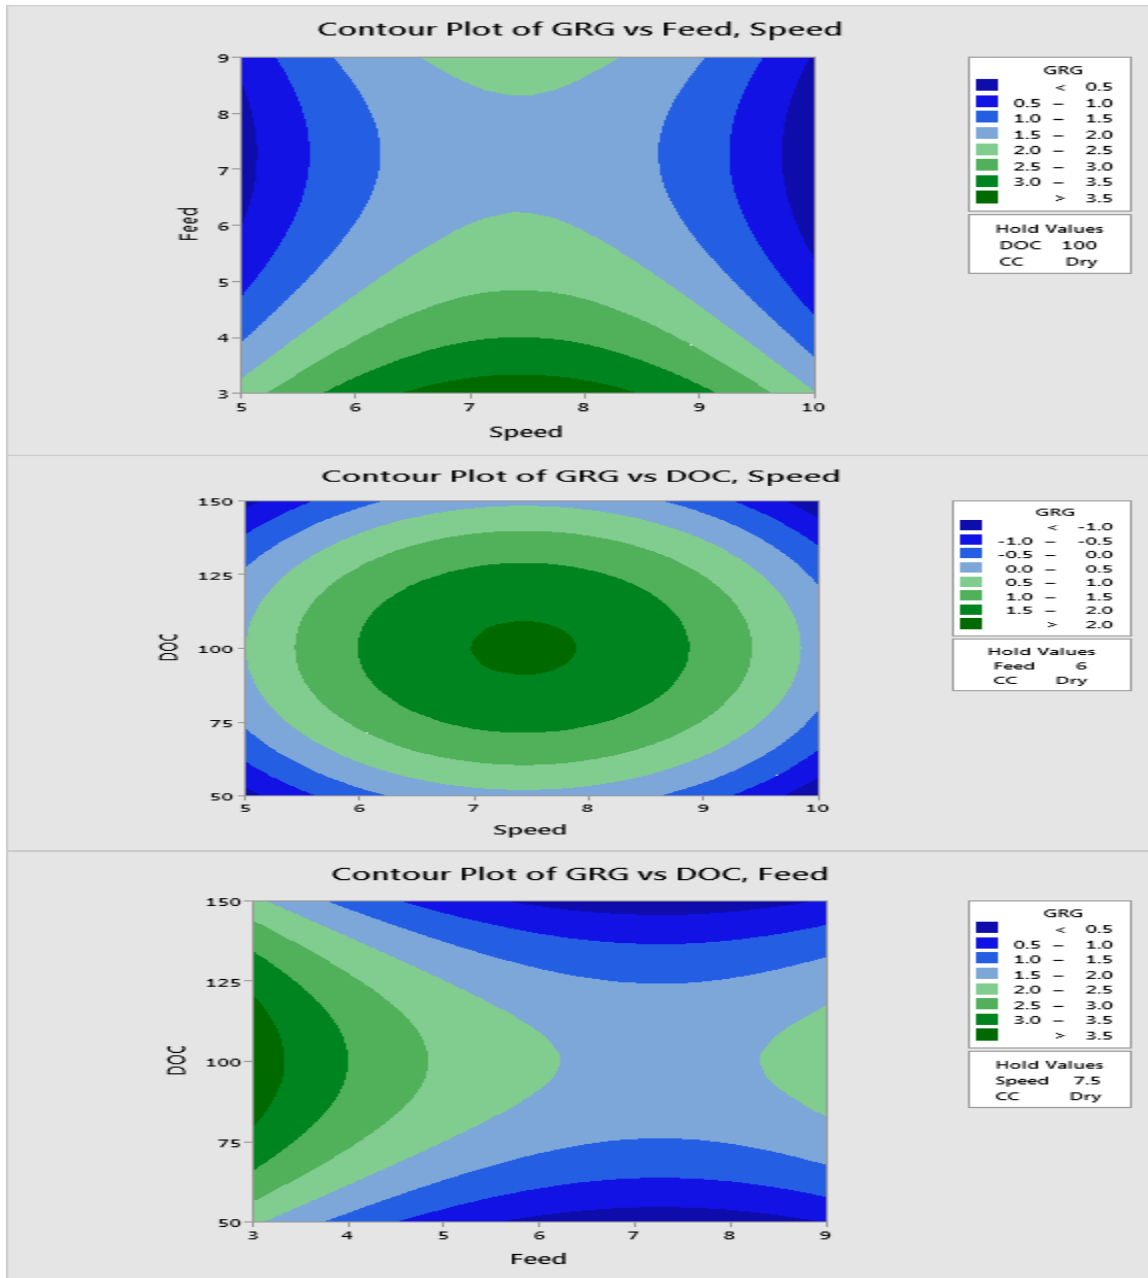 Contour Plot of GRG vs Feed, Speed
9
8
7
6
5
4
3
Feed
5 6 7 8 9 10
Speed
GRG
< 0.5
0.5 – 1.0
1.0 – 1.5
1.5 – 2.0
2.0 – 2.5
2.5 – 3.0
3.0 – 3.5
> 3.5
Hold Values
DOC 100
CC Dry
Contour Plot of GRG vs DOC, Speed
150
125
100
75
50
DOC
5 6 7 8 9 10
Speed
GRG
< -1.0
-1.0 – -0.5
-0.5 – 0.0
0.0 – 0.5
0.5 – 1.0
1.0 – 1.5
1.5 – 2.0
> 2.0
Hold Values
Feed 6
CC Dry
Contour Plot of GRG vs DOC, Feed
150
125
100
75
50
DOC
3 4 5 6 7 8 9
Feed
GRG
< 0.5
0.5 – 1.0
1.0 – 1.5
1.5 – 2.0
2.0 – 2.5
2.5 – 3.0
3.0 – 3.5
> 3.5
Hold Values
Speed 7.5
CC Dry